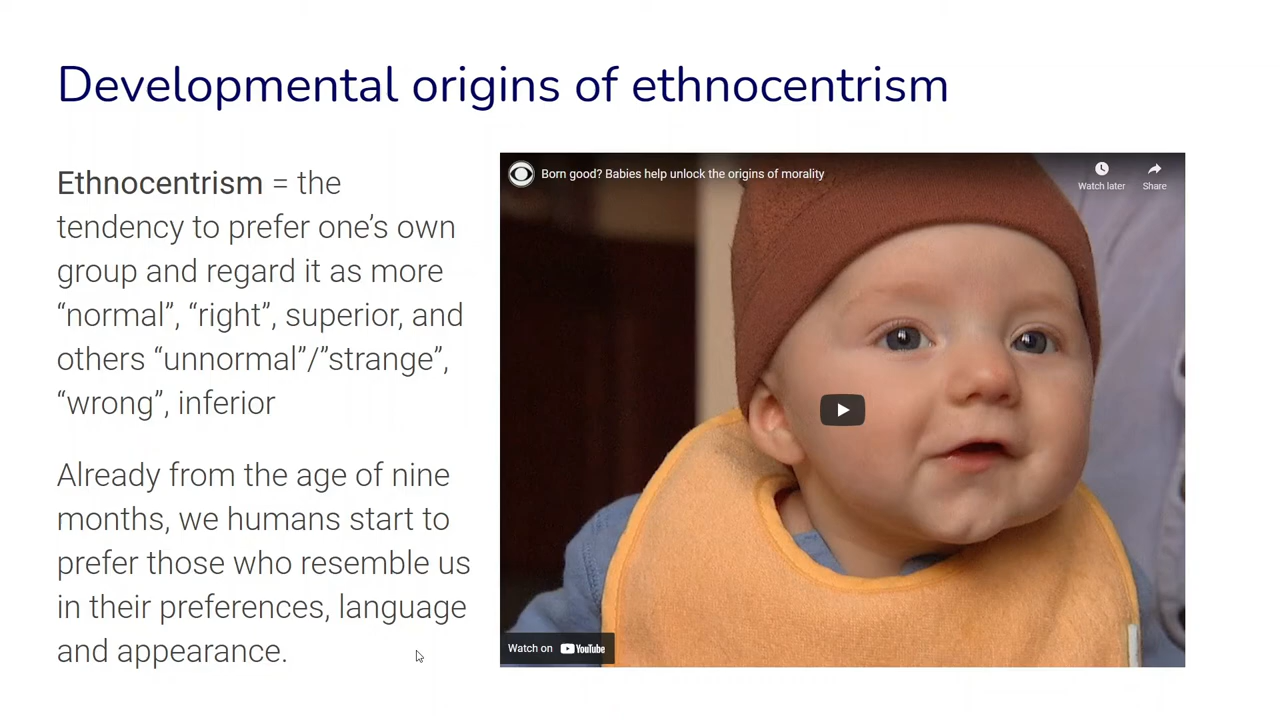 Developmental origins of ethnocentrism
Ethnocentrism = the
tendency to prefer one’s own
group and regard it as more
“normal”, “right”, superior, and
others “unnormal”/”strange”,
“wrong”, inferior
Already from the age of nine
months, we humans start to
prefer those who resemble us
in their preferences, language
and appearance.
Born good? Babies help unlock the origins of morality
Watch later
Share
Watch on YouTube